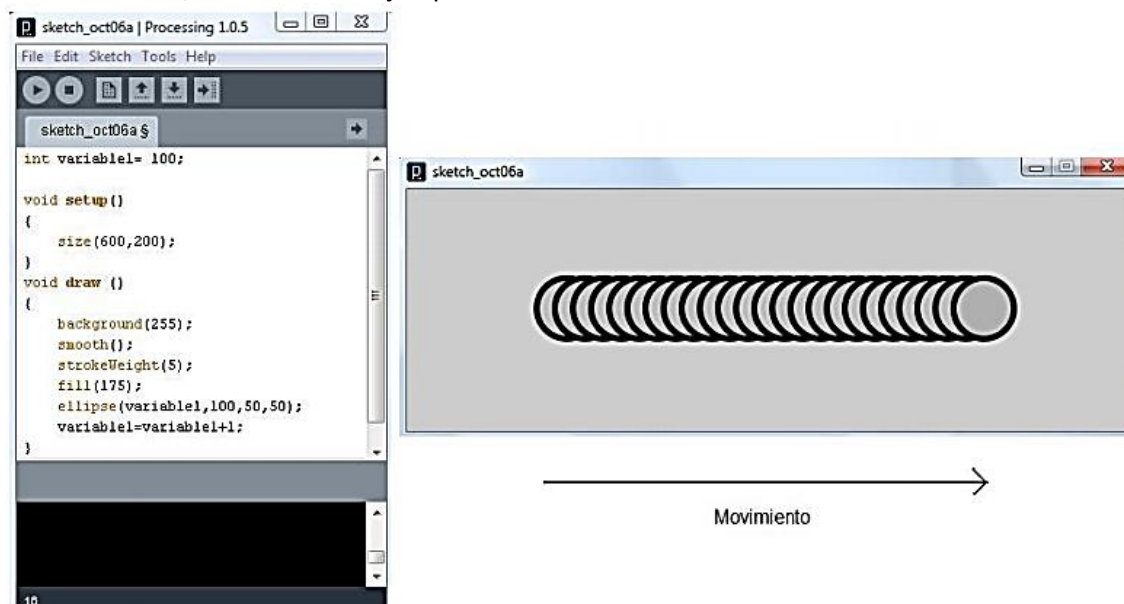 sketch_oct06a | Processing 1.0.5
File Edit Sketch Tools Help
sketch_oct06a §
int variable1= 100;
void setup()
{
size(600,200);
}
void draw ()
{
background(255);
smooth();
strokeWeight(5);
fill(175);
ellipse(variable1,100,50,50);
variable1=variable1+1;
}
sketch_oct06a
Movimiento